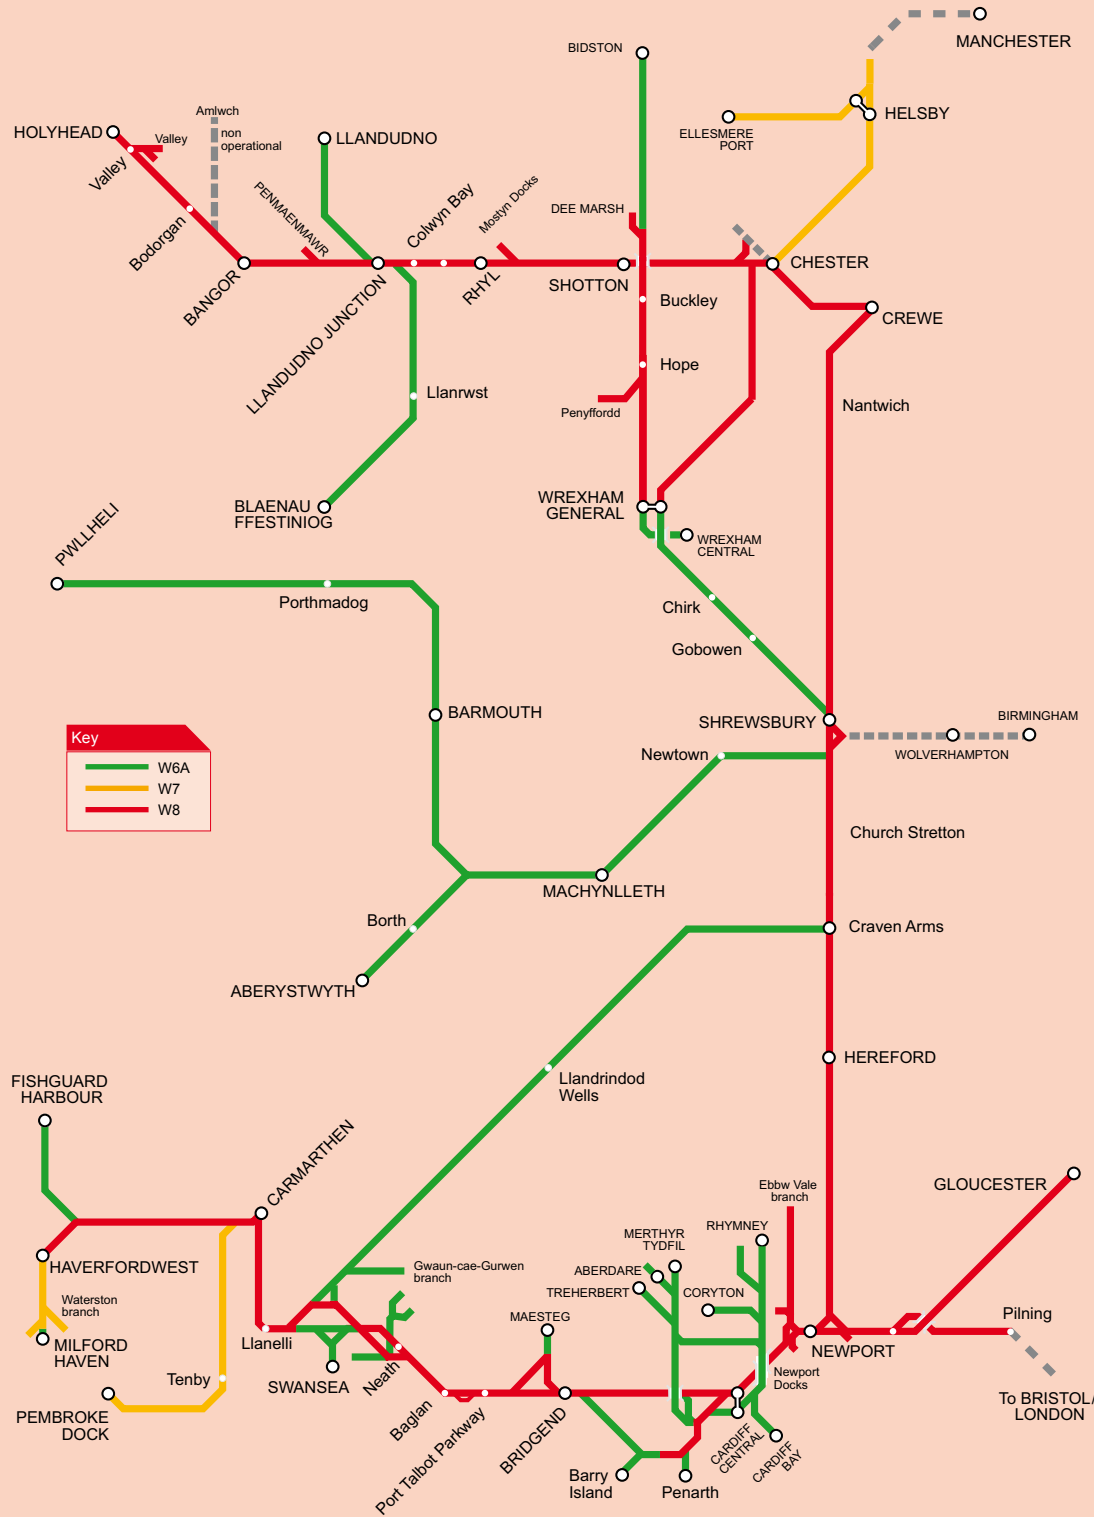 MANCHESTER
BIDSTON
HELSBY
ELLESMERE
PORT
Amlwch
non
operational
HOLYHEAD
Valley
Valley
LLANDUDNO
Bodorgan
PENMAENMAWR
Colwyn Bay
Mostyn Docks
DEE MARSH
BANGOR
LLANDUDNO JUNCTION
RHYL
SHOTTON
CHESTER
Buckley
CREWE
Hope
Llanrwst
Nantwich
Penyffordd
BLAENAU
FFESTINIOG
WREXHAM
GENERAL
WREXHAM
CENTRAL
PWLLHELI
Porthmadog
Chirk
Gobowen
BARMOUTH
SHREWSBURY
BIRMINGHAM
WOLVERHAMPTON
Key
W6A
W7
W8
Newtown
Church Stretton
MACHYNLLETH
Borth
Craven Arms
ABERYSTWYTH
HEREFORD
Llandrindod
Wells
FISHGUARD
HARBOUR
CARMARTHEN
GLOUCESTER
Ebbw Vale
branch
RHYMNEY
MERTHYR
TYDFIL
ABERDARE
TREHERBERT
CORYTON
HAVERFORDWEST
Gwaun-cae-Gurwen
branch
Waterston
branch
MAESTEG
Pilning
MILFORD
HAVEN
Llanelli
NEWPORT
Newport
Docks
Tenby
SWANSEA
Neath
PEMBROKE
DOCK
Baglan
Port Talbot Parkway
BRIDGEND
To BRISTOL/
LONDON
CARDIFF
CENTRAL
CARDIFF
BAY
Barry
Island
Penarth